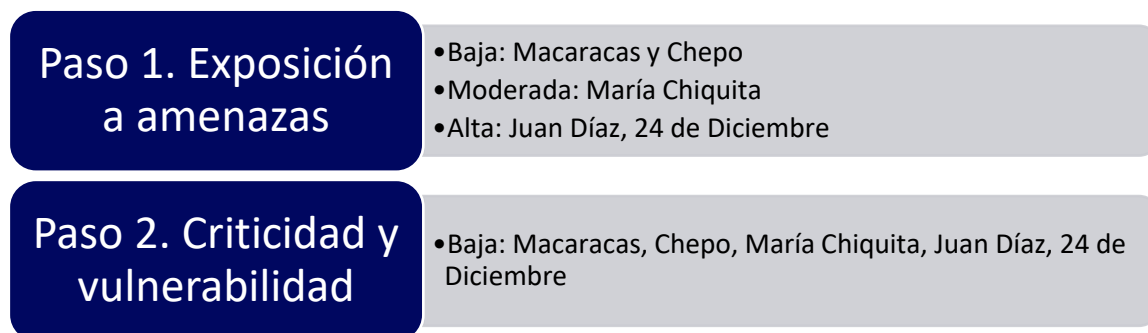 Paso 1. Exposición
a amenazas
•Baja: Macaracas y Chepo
•Moderada: María Chiquita
•Alta: Juan Díaz, 24 de Diciembre
Paso 2. Criticidad y
vulnerabilidad
•Baja: Macaracas, Chepo, María Chiquita, Juan Díaz, 24 de
Diciembre